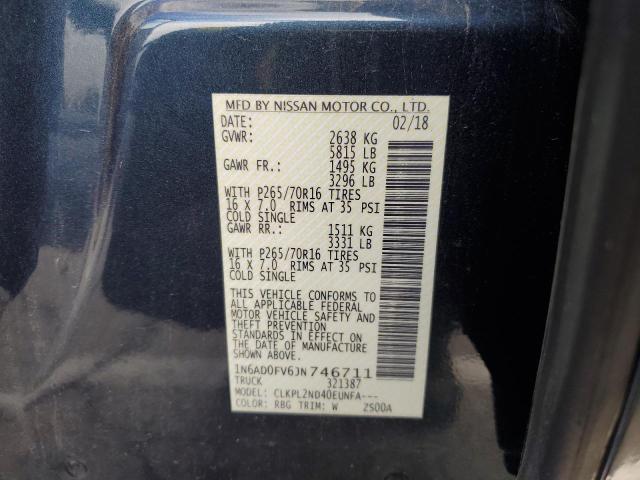 MFD BY NISSAN MOTOR CO., LTD.
DATE: 02/18
GVWR: 2638 KG
5815 LB
GAWR FR.: 1495 KG
3296 LB
WITH P265/70R16 TIRES
16 X 7.0 RIMS AT 35 PSI
COLD SINGLE
GAWR RR.: 1511 KG
3331 LB
WITH P265/70R16 TIRES
16 X 7.0 RIMS AT 35 PSI
COLD SINGLE
THIS VEHICLE CONFORMS TO
ALL APPLICABLE FEDERAL
MOTOR VEHICLE SAFETY AND
THEFT PREVENTION
STANDARDS IN EFFECT ON
THE DATE OF MANUFACTURE
SHOWN ABOVE.
1N6AD0FV6JN746711
TRUCK 321387
MODEL: CLKPL2ND40EUNFA---
COLOR: RBG TRIM: W 2S00A